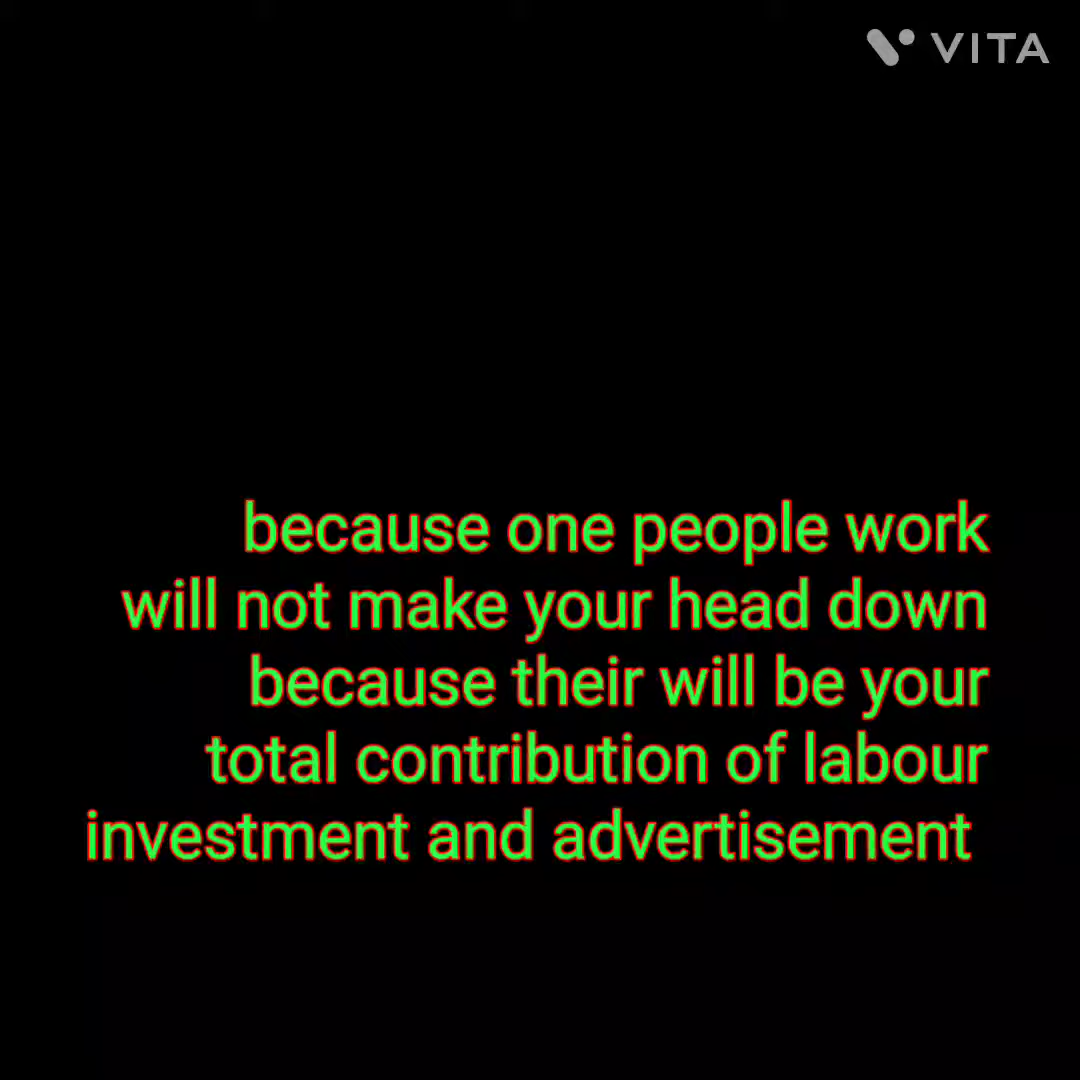 VITA
because one people work
will not make your head down
because their will be your
total contribution of labour
investment and advertisement